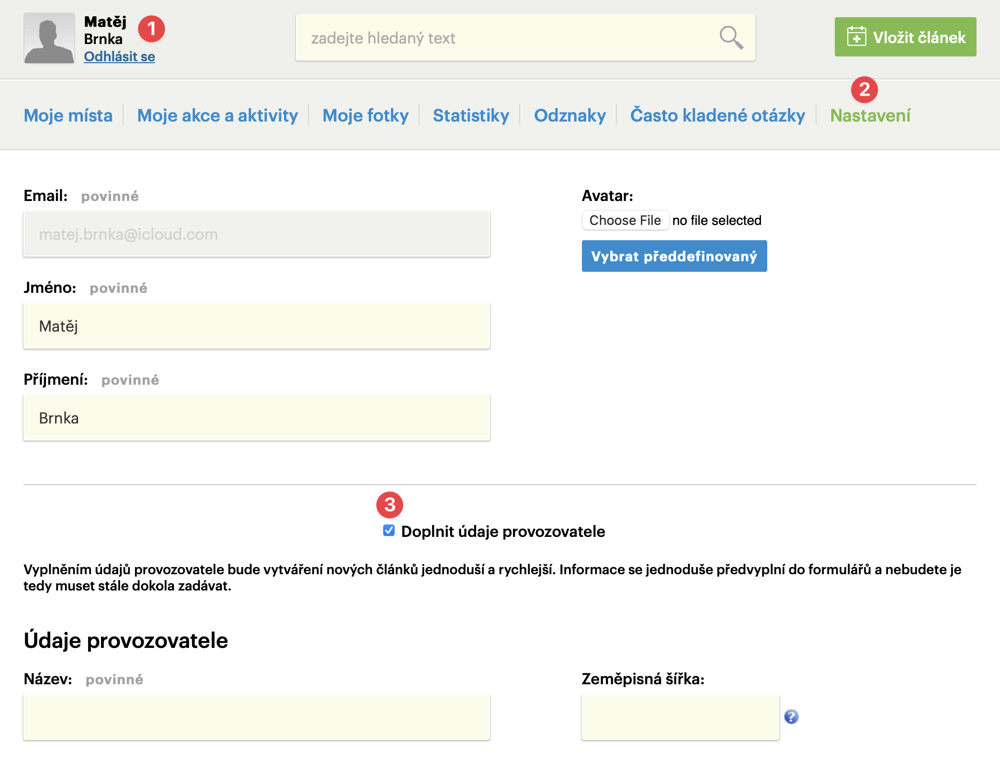 Matěj
Brnka
Odhlásit se
1
zadejte hledaný text
Vložit článek
2
Moje místa
Moje akce a aktivity
Moje fotky
Statistiky
Odznaky
Často kladené otázky
Nastavení
Email: povinné
matej.brnka@icloud.com
Avatar:
Choose File no file selected
Vybrat předdefinovaný
Jméno: povinné
Matěj
Příjmení: povinné
Brnka
3
Doplnit údaje provozovatele
Vyplněním údajů provozovatele bude vytváření nových článků jednoduší a rychlejší. Informace se jednoduše předvyplní do formulářů a nebudete je
tedy muset stále dokola zadávat.
Údaje provozovatele
Název: povinné
Zeměpisná šířka:
?